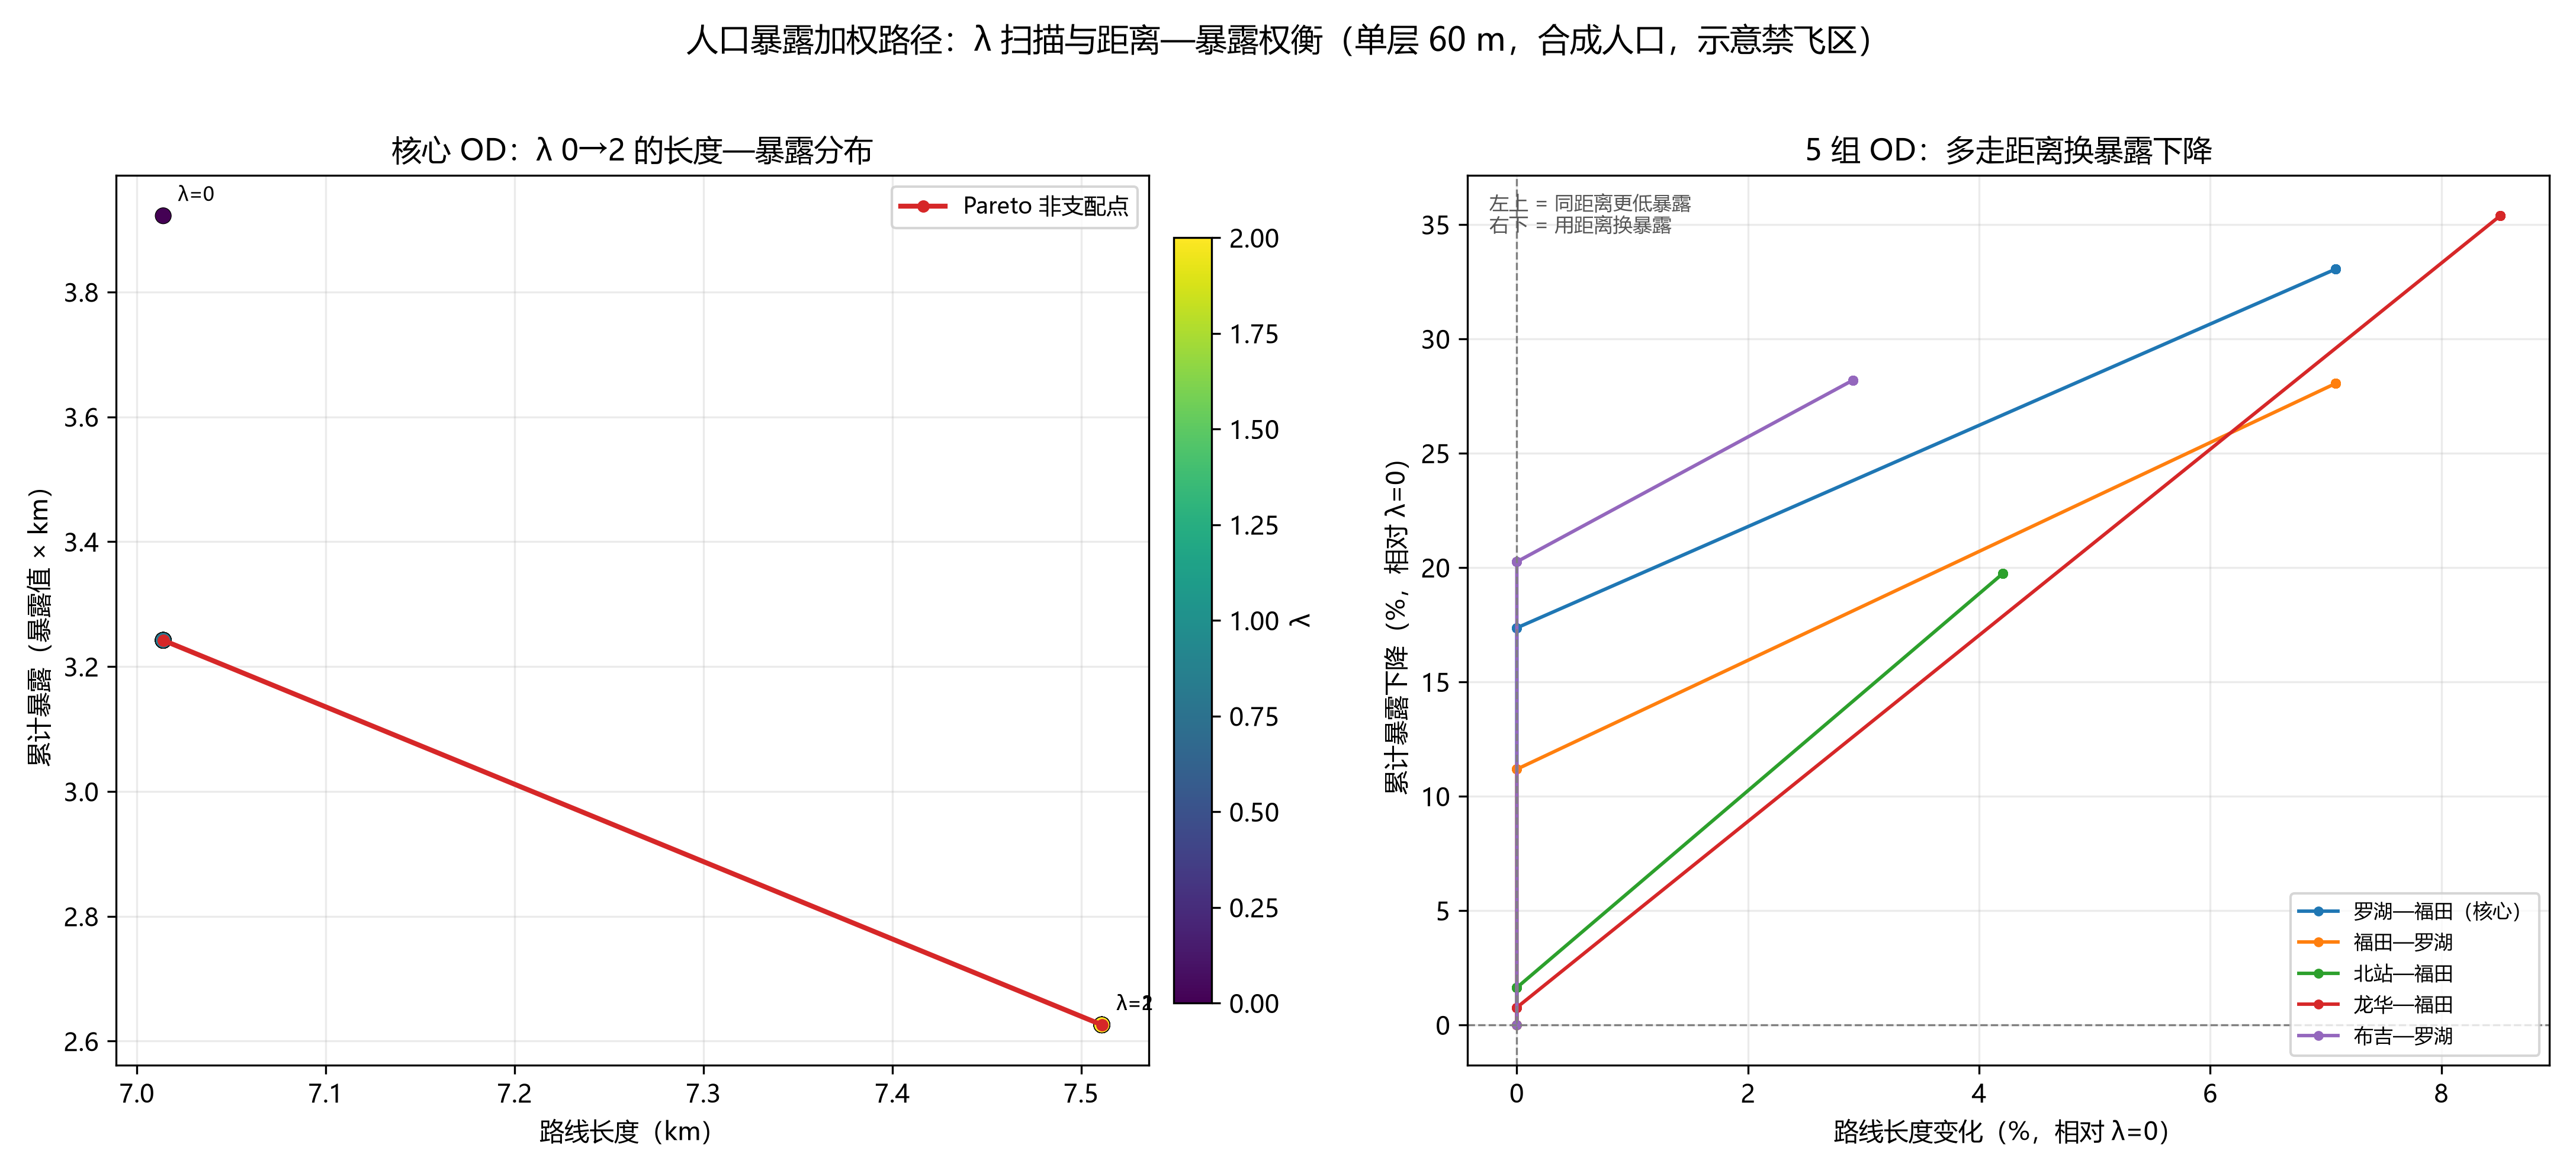 人口暴露加权路径：λ 扫描与距离—暴露权衡（单层 60 m，合成人口，示意禁飞区）
核心 OD：λ 0→2 的长度—暴露分布
λ=0
Pareto 非支配点
3.8
3.6
3.4
3.2
3.0
2.8
2.6
累计暴露（暴露值 × km）
7.0
7.1
7.2
7.3
7.4
7.5
路线长度（km）
2.00
1.75
1.50
1.25
1.00
0.75
0.50
0.25
0.00
λ
5 组 OD：多走距离换暴露下降
左上 = 同距离更低暴露
右下 = 用距离换暴露
35
30
25
20
15
10
5
0
累计暴露下降（%，相对 λ=0）
0
2
4
6
8
路线长度变化（%，相对 λ=0）
罗湖—福田（核心）
福田—罗湖
北站—福田
龙华—福田
布吉—罗湖